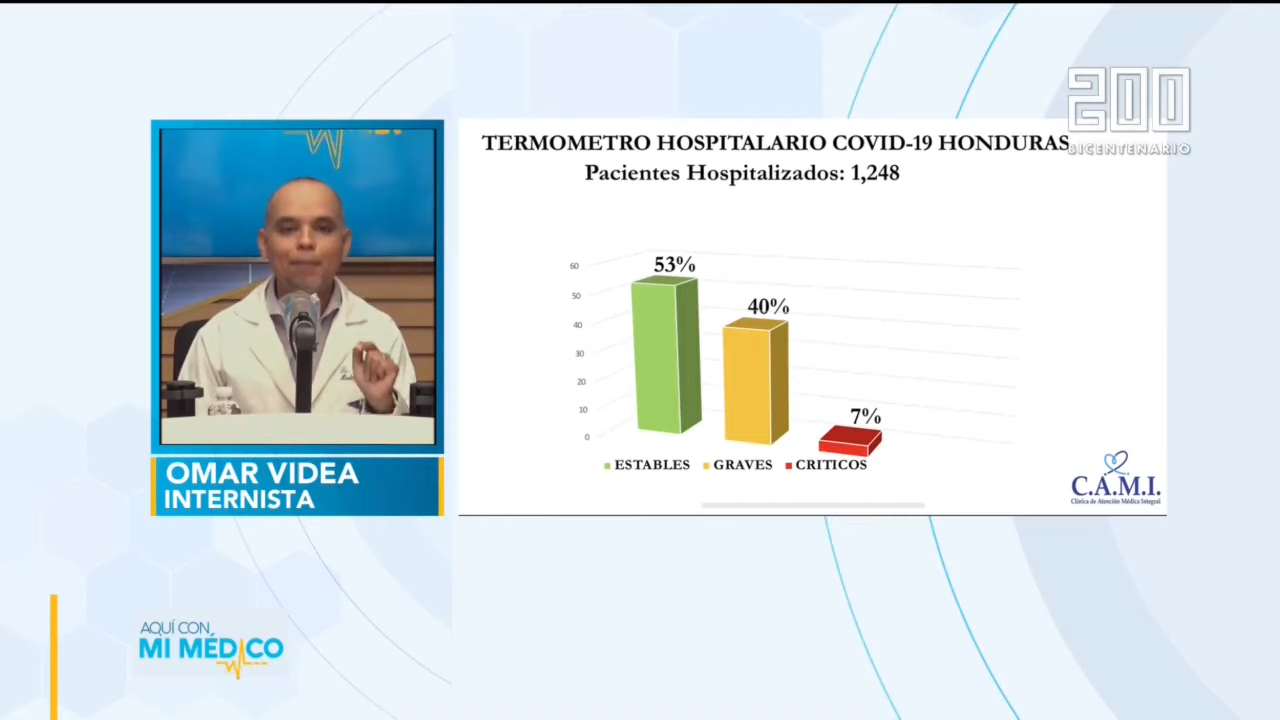 200
BICENTENARIO
TERMOMETRO HOSPITALARIO COVID-19 HONDURAS
Pacientes Hospitalizados: 1,248
60
50
40
30
20
10
0
53%
40%
7%
ESTABLES GRAVES CRITICOS
C.A.M.I.
Clínica de Atención Médica Integral
OMAR VIDEA
INTERNISTA
AQUÍ CON
MI MÉDICO